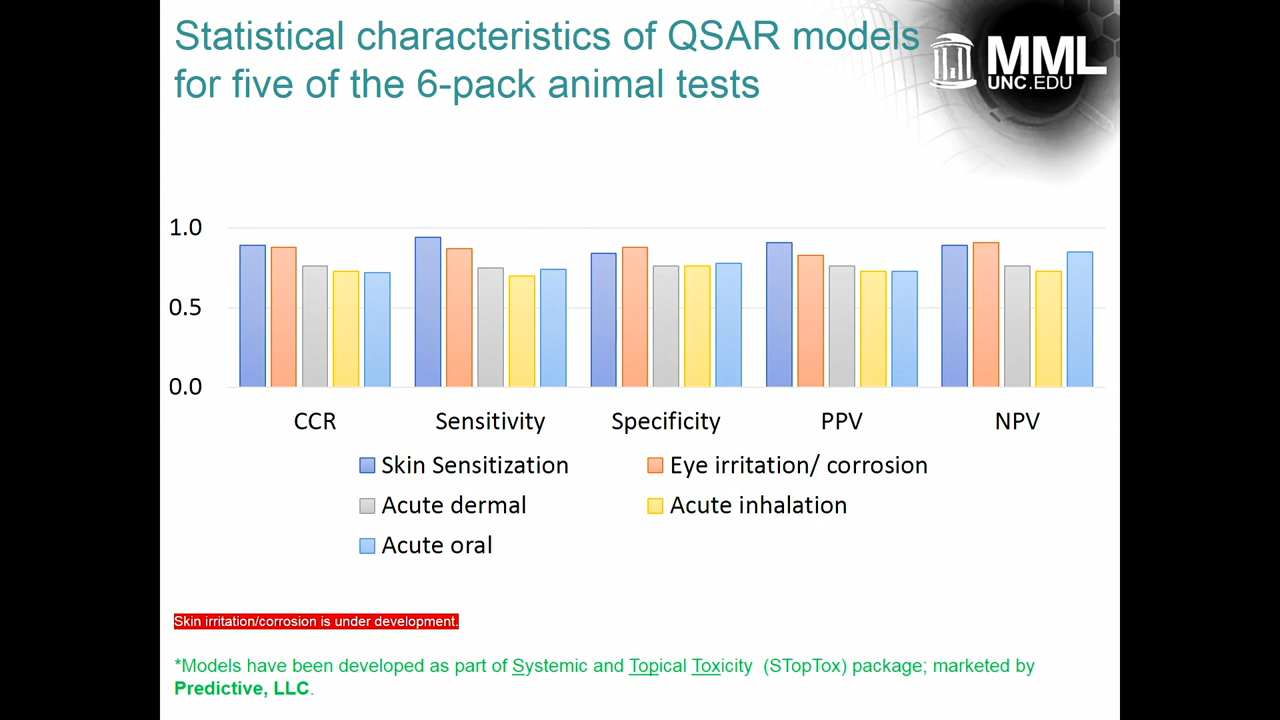 Statistical characteristics of QSAR models
for five of the 6-pack animal tests
MML
UNC.EDU
1.0
0.5
0.0
CCR Sensitivity Specificity PPV NPV
Skin Sensitization Eye irritation/ corrosion
Acute dermal Acute inhalation
Acute oral
Skin irritation/corrosion is under development.
*Models have been developed as part of Systemic and Topical Toxicity (STopTox) package; marketed by
Predictive, LLC.